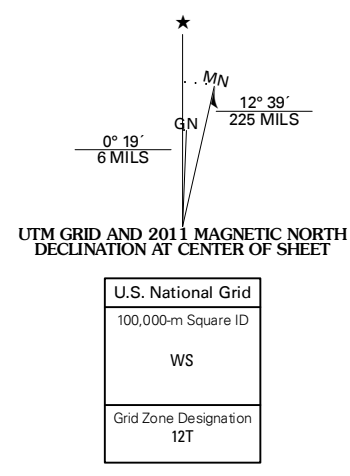 ★
MN
GN
12° 39´
225 MILS
0° 19´
6 MILS
UTM GRID AND 2011 MAGNETIC NORTH
DECLINATION AT CENTER OF SHEET
U.S. National Grid
100,000-m Square ID
WS
Grid Zone Designation
12T